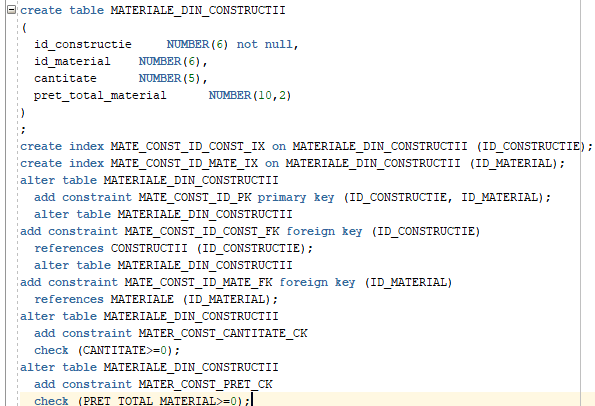 create table MATERIALE_DIN_CONSTRUCTII
(
id_constructie NUMBER(6) not null,
id_material NUMBER(6),
cantitate NUMBER(5),
pret_total_material NUMBER(10,2)
)
;
create index MATE_CONST_ID_CONST_IX on MATERIALE_DIN_CONSTRUCTII (ID_CONSTRUCTIE);
create index MATE_CONST_ID_MATE_IX on MATERIALE_DIN_CONSTRUCTII (ID_MATERIAL);
alter table MATERIALE_DIN_CONSTRUCTII
add constraint MATE_CONST_ID_PK primary key (ID_CONSTRUCTIE, ID_MATERIAL);
alter table MATERIALE_DIN_CONSTRUCTII
add constraint MATE_CONST_ID_CONST_FK foreign key (ID_CONSTRUCTIE)
references CONSTRUCTII (ID_CONSTRUCTIE);
alter table MATERIALE_DIN_CONSTRUCTII
add constraint MATE_CONST_ID_MATE_FK foreign key (ID_MATERIAL)
references MATERIALE (ID_MATERIAL);
alter table MATERIALE_DIN_CONSTRUCTII
add constraint MATER_CONST_CANTITATE_CK
check (CANTITATE>=0);
alter table MATERIALE_DIN_CONSTRUCTII
add constraint MATER_CONST_PRET_CK
check (PRET_TOTAL_MATERIAL>=0);